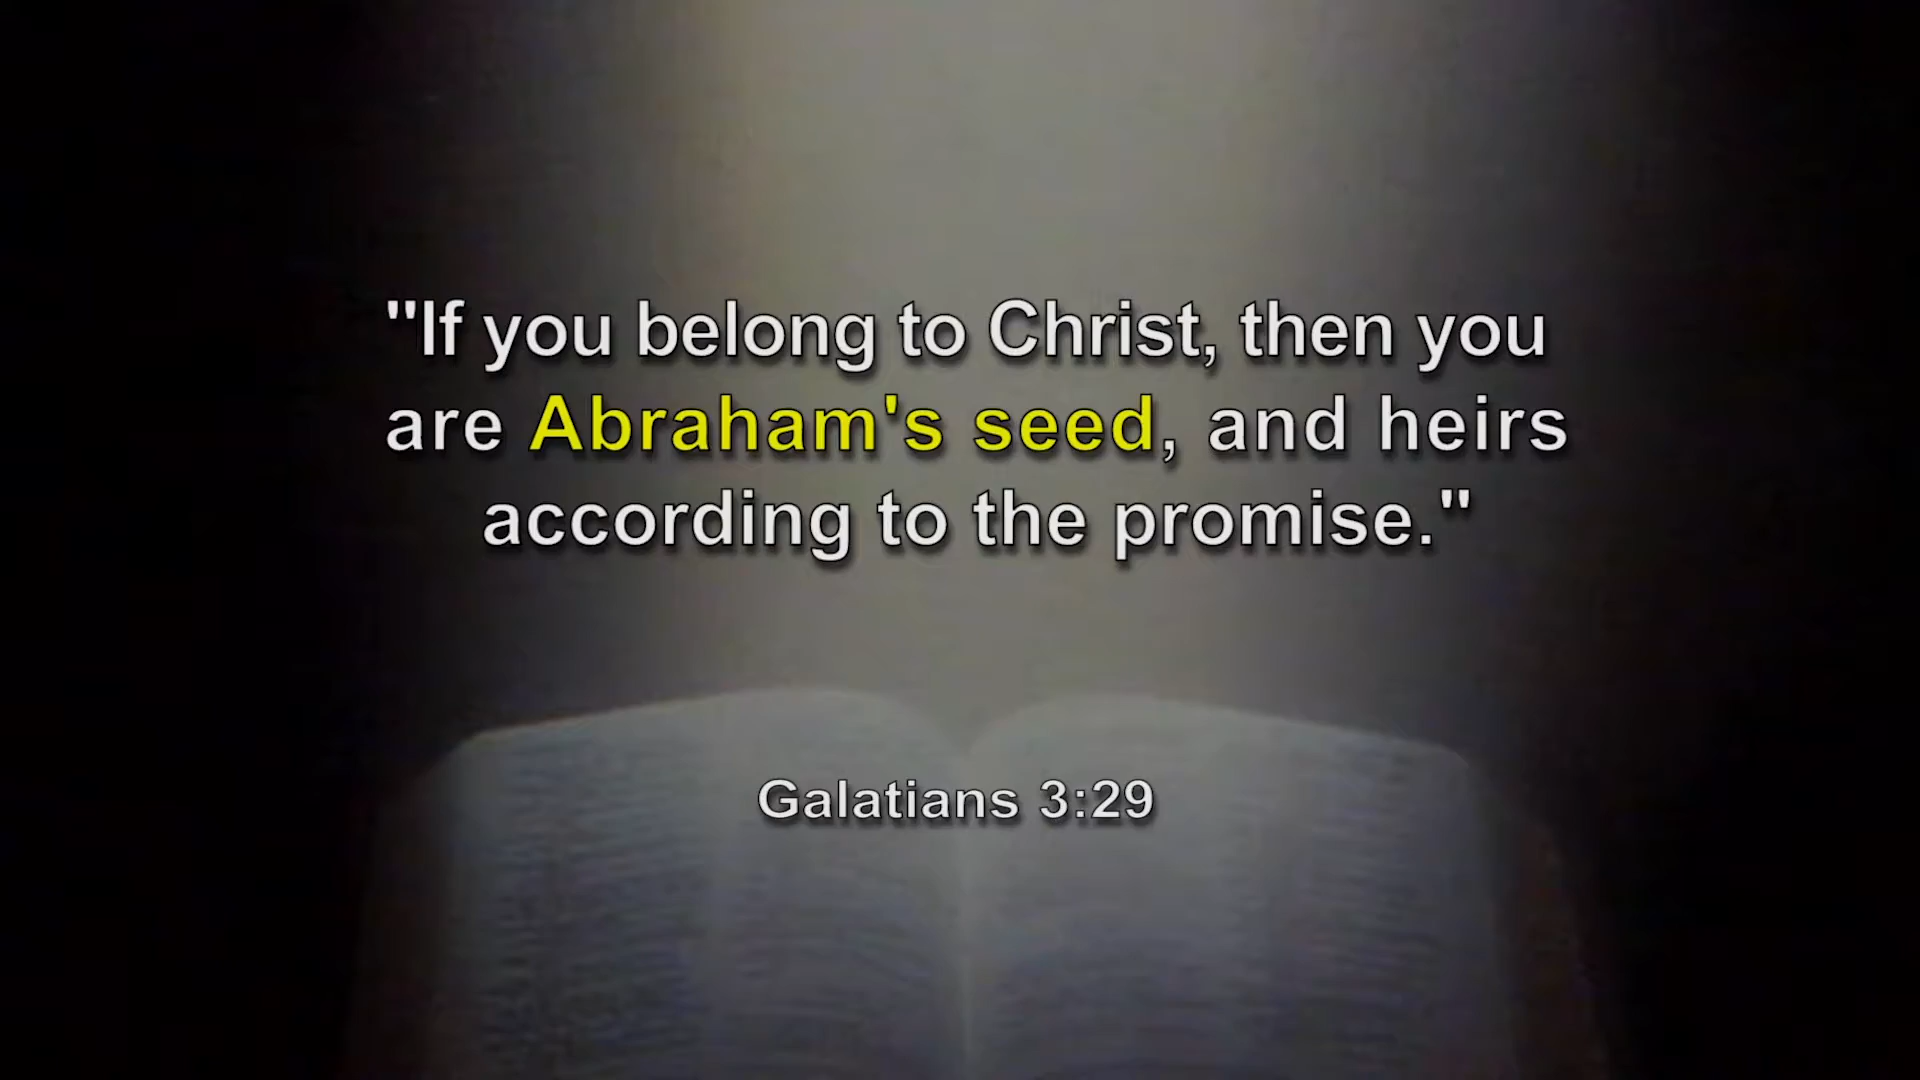 "If you belong to Christ, then you
are Abraham's seed, and heirs
according to the promise."
Galatians 3:29